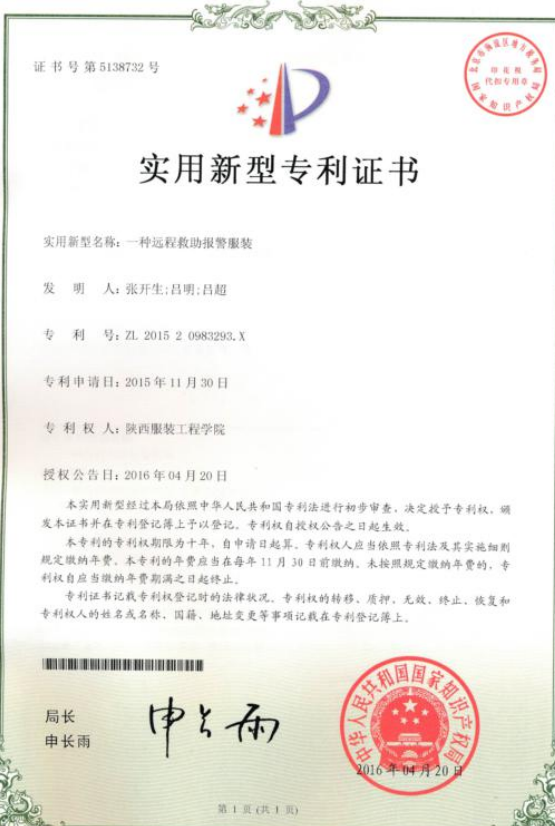 证书号第5138732号
印花税
代扣专用章
实用新型专利证书
实用新型名称：一种远程救助报警服装
发 明 人：张开生;吕明;吕超
专 利 号：ZL 2015 2 0983293.X
专利申请日：2015年11月30日
专 利 权 人：陕西服装工程学院
授权公告日：2016年04月20日
本实用新型经过本局依照中华人民共和国专利法进行初步审查，决定授予专利权，颁
发本证书并在专利登记簿上予以登记。专利权自授权公告之日起生效。
本专利的专利权期限为十年，自申请日起算。专利权人应当依照专利法及其实施细则
规定缴纳年费。本专利的年费应当在每年11月30日前缴纳。未按照规定缴纳年费的，专
利权自应当缴纳年费期满之日起终止。
专利证书记载专利权登记时的法律状况。专利权的转移、质押、无效、终止、恢复和
专利权人的姓名或名称、国籍、地址变更等事项记载在专利登记簿上。
局长
申长雨
申长雨
中华人民共和国国家知识产权局
2016年04月20日
第1页(共1页)